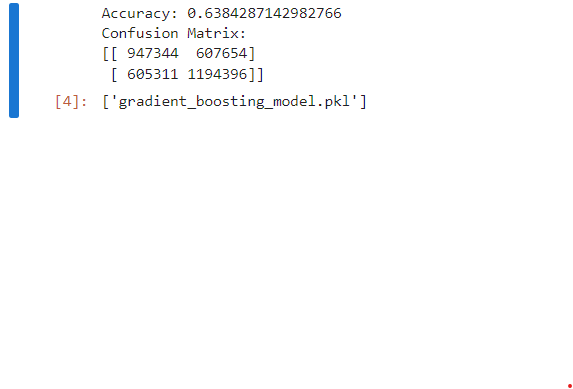 Accuracy: 0.6384287142982766
Confusion Matrix:
[[ 947344  607654]
 [ 605311 1194396]]
[4]: ['gradient_boosting_model.pkl']